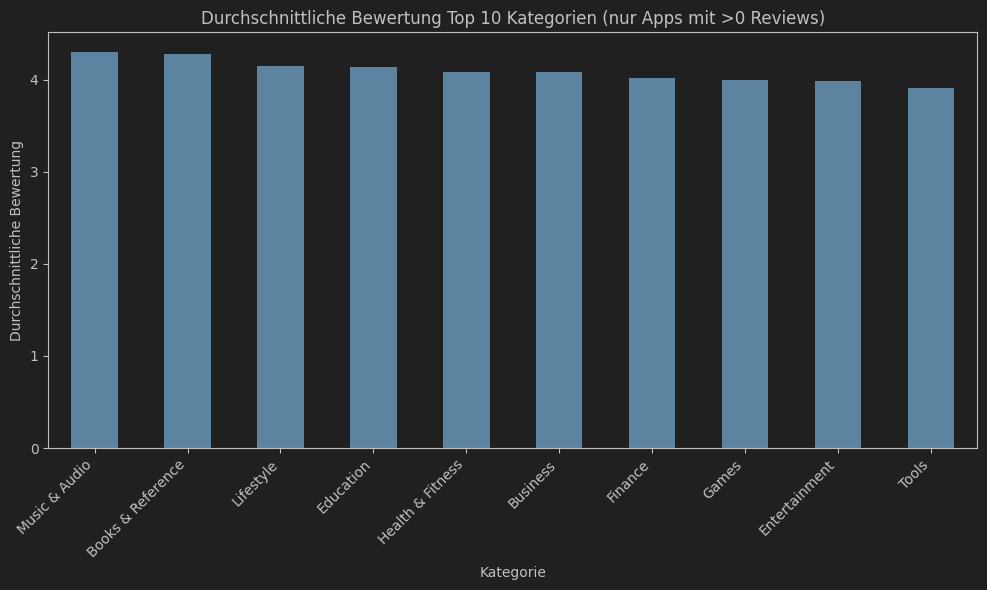 Durchschnittliche Bewertung Top 10 Kategorien (nur Apps mit >0 Reviews)
Durchschnittliche Bewertung
4
3
2
1
0
Music & Audio
Books & Reference
Lifestyle
Education
Health & Fitness
Business
Finance
Games
Entertainment
Tools
Kategorie